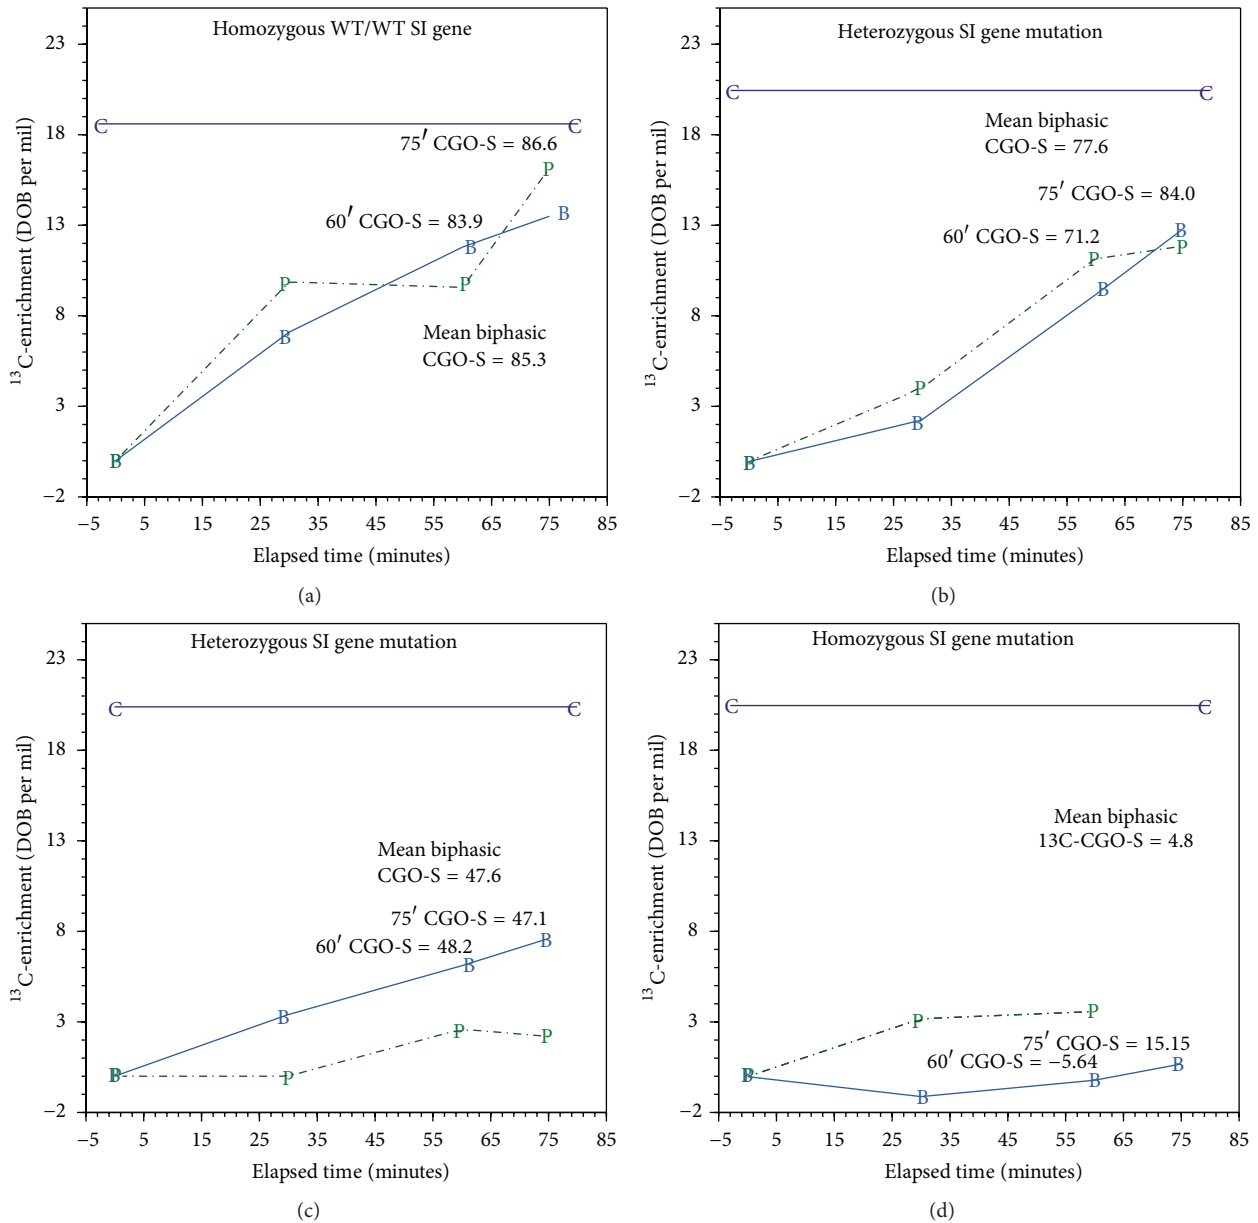 Homozygous WT/WT SI gene
23
18
13
8
3
−2
¹³C-enrichment (DOB per mil)
C C
75′ CGO-S = 86.6
P
60′ CGO-S = 83.9
B
B
P
P
B
Mean biphasic
CGO-S = 85.3
B P
−5 5 15 25 35 45 55 65 75 85
Elapsed time (minutes)
(a)
Heterozygous SI gene mutation
23
18
13
8
3
−2
¹³C-enrichment (DOB per mil)
C C
Mean biphasic
CGO-S = 77.6
75′ CGO-S = 84.0
60′ CGO-S = 71.2
B
P
P
B
P
B
B P
−5 5 15 25 35 45 55 65 75 85
Elapsed time (minutes)
(b)
Heterozygous SI gene mutation
23
18
13
8
3
−2
¹³C-enrichment (DOB per mil)
C C
Mean biphasic
CGO-S = 47.6
75′ CGO-S = 47.1
60′ CGO-S = 48.2
B
B
B
P
P
P
B P
−5 5 15 25 35 45 55 65 75 85
Elapsed time (minutes)
(c)
Homozygous SI gene mutation
23
18
13
8
3
−2
¹³C-enrichment (DOB per mil)
C C
Mean biphasic
13C-CGO-S = 4.8
P
P
75′ CGO-S = 15.15
60′ CGO-S = −5.64
B
B
B
B P
−5 5 15 25 35 45 55 65 75 85
Elapsed time (minutes)
(d)